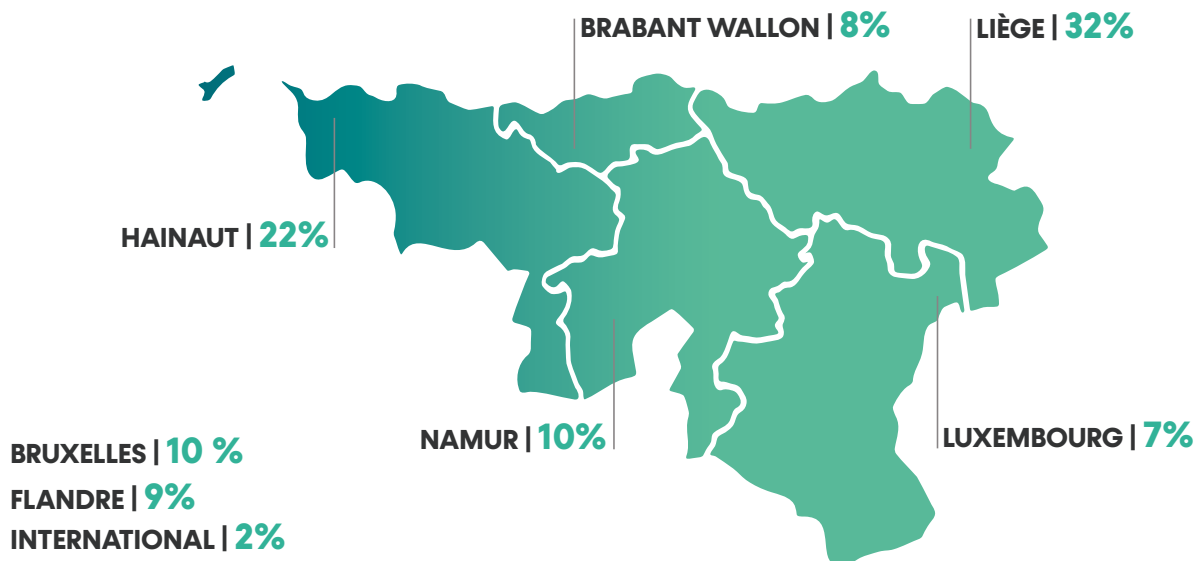 BRABANT WALLON | 8%
LIÈGE | 32%
HAINAUT | 22%
NAMUR | 10%
LUXEMBOURG | 7%
BRUXELLES | 10 %
FLANDRE | 9%
INTERNATIONAL | 2%